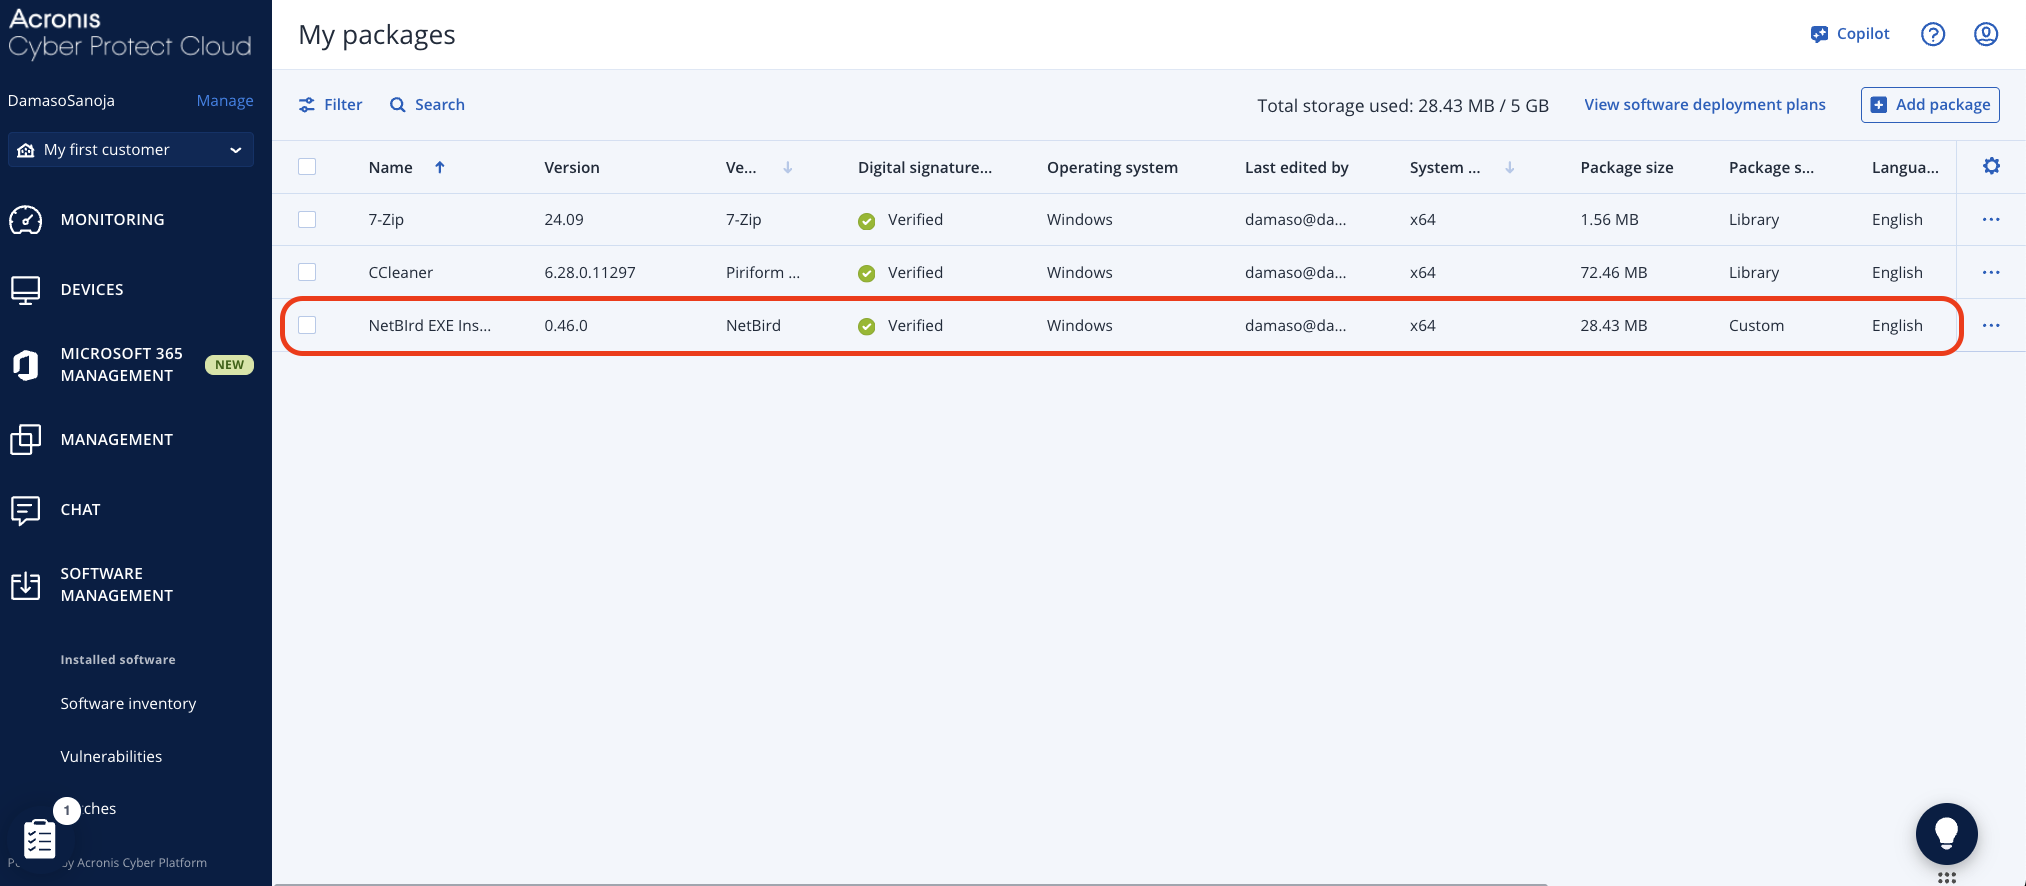 Acronis
Cyber Protect Cloud
DamasoSanoja Manage
My first customer
MONITORING
DEVICES
MICROSOFT 365
MANAGEMENT
NEW
MANAGEMENT
CHAT
SOFTWARE
MANAGEMENT
Installed software
Software inventory
Vulnerabilities
1
ches
by Acronis Cyber Platform
My packages
Copilot
Filter Search Total storage used: 28.43 MB / 5 GB View software deployment plans Add package
Name Version Ve... Digital signature... Operating system Last edited by System ... Package size Package s... Langua...
7-Zip 24.09 7-Zip Verified Windows damaso@da... x64 1.56 MB Library English ...
CCleaner 6.28.0.11297 Piriform ... Verified Windows damaso@da... x64 72.46 MB Library English ...
NetBIrd EXE Ins... 0.46.0 NetBird Verified Windows damaso@da... x64 28.43 MB Custom English ...